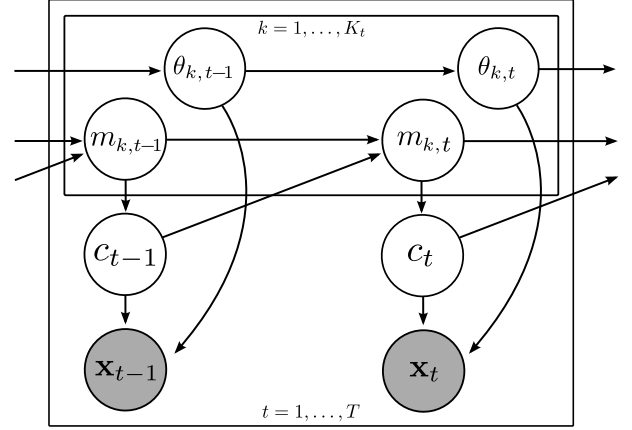 k = 1, . . . , K_t
θ_{k,t−1}
θ_{k,t}
m_{k,t−1}
m_{k,t}
c_{t−1}
c_t
x_{t−1}
x_t
t = 1, . . . , T